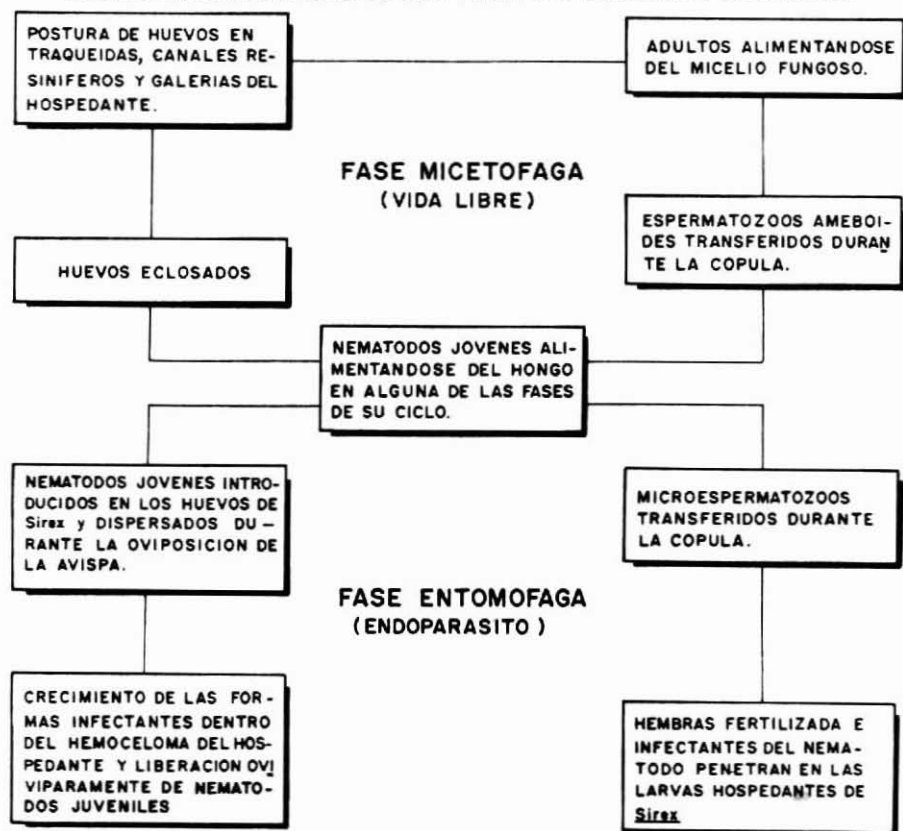 POSTURA DE HUEVOS EN
TRAQUEIDAS, CANALES RE-
SINIFEROS Y GALERIAS DEL
HOSPEDANTE.
ADULTOS ALIMENTANDOSE
DEL MICELIO FUNGOSO.
FASE MICETOFAGA
(VIDA LIBRE)
HUEVOS ECLOSADOS
ESPERMATOZOOS AMEBOI-
DES TRANSFERIDOS DURAN
TE LA COPULA.
NEMATODOS JOVENES ALI-
MENTANDOSE DEL HONGO
EN ALGUNA DE LAS FASES
DE SU CICLO.
NEMATODOS JOVENES INTRO-
DUCIDOS EN LOS HUEVOS DE
Sirex y DISPERSADOS DU-
RANTE LA OVIPOSICION DE
LA AVISPA.
MICROESPERMATOZOOS
TRANSFERIDOS DURANTE
LA COPULA.
FASE ENTOMOFAGA
(ENDOPARASITO)
CRECIMIENTO DE LAS FOR-
MAS INFECTANTES DENTRO
DEL HEMOCELOMA DEL HOS-
PEDANTE Y LIBERACION OVI
VIPARAMENTE DE NEMATO-
DOS JUVENILES
HEMBRAS FERTILIZADA E
INFECTANTES DEL NEMA-
TODO PENETRAN EN LAS
LARVAS HOSPEDANTES DE
Sirex